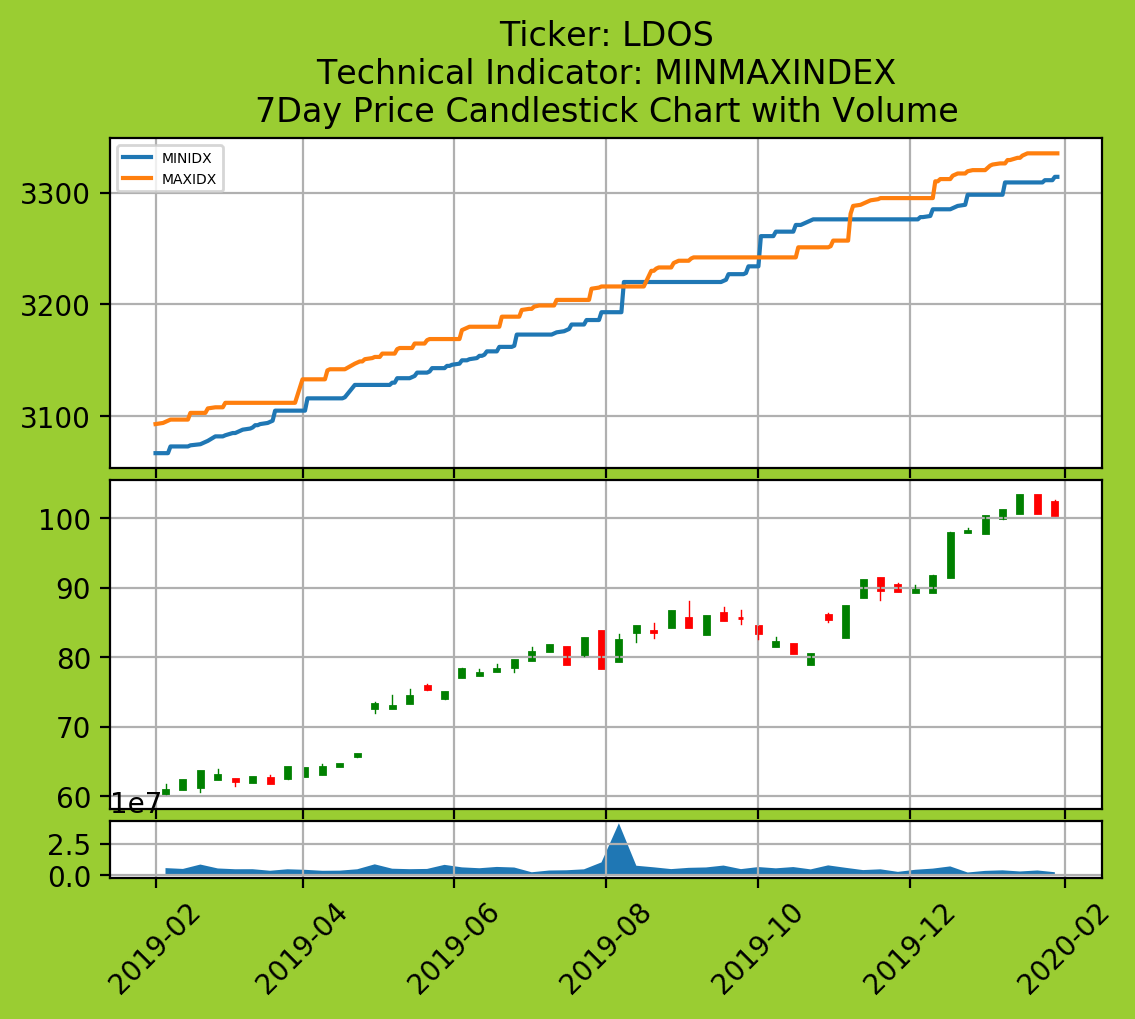 Ticker: LDOS
Technical Indicator: MINMAXINDEX
7Day Price Candlestick Chart with Volume
MINIDX
MAXIDX
3300
3200
3100
100
90
80
70
60
1e7
2.5
0.0
2019-02
2019-04
2019-06
2019-08
2019-10
2019-12
2020-02